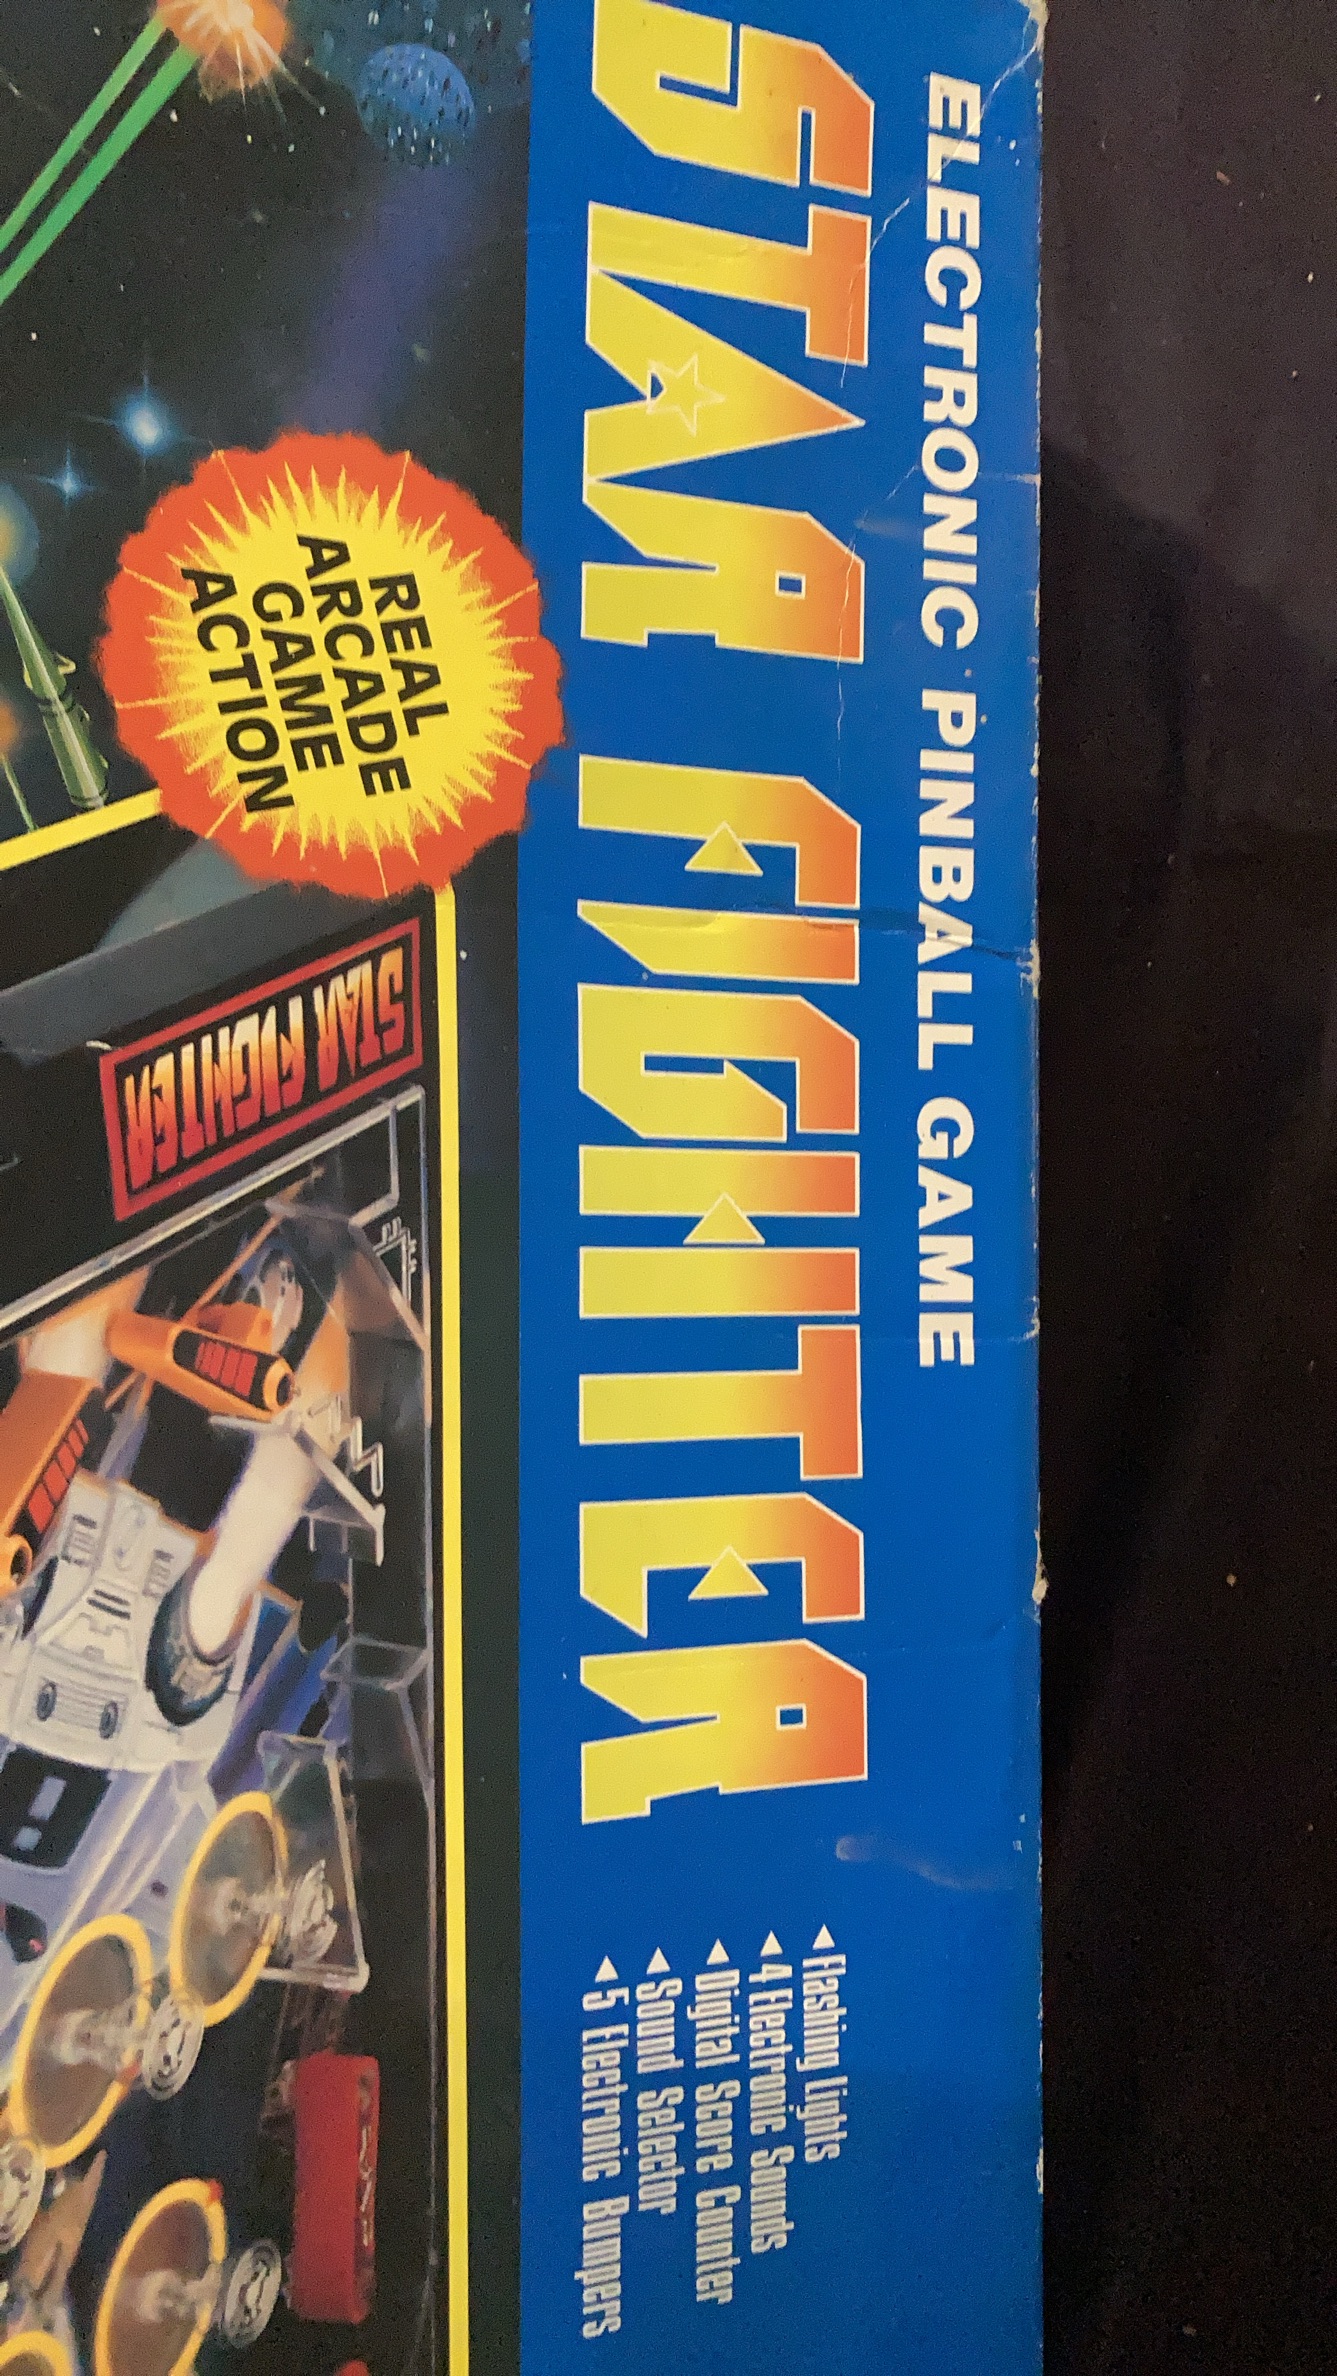 ELECTRONIC PINBALL GAME
STAR FIGHTER
Flashing Lights
4 Electronic Sounds
Digital Score Counter
Sound Selector
5 Electronic Bumpers
REAL
ARCADE
GAME
ACTION
STAR FIGHTER